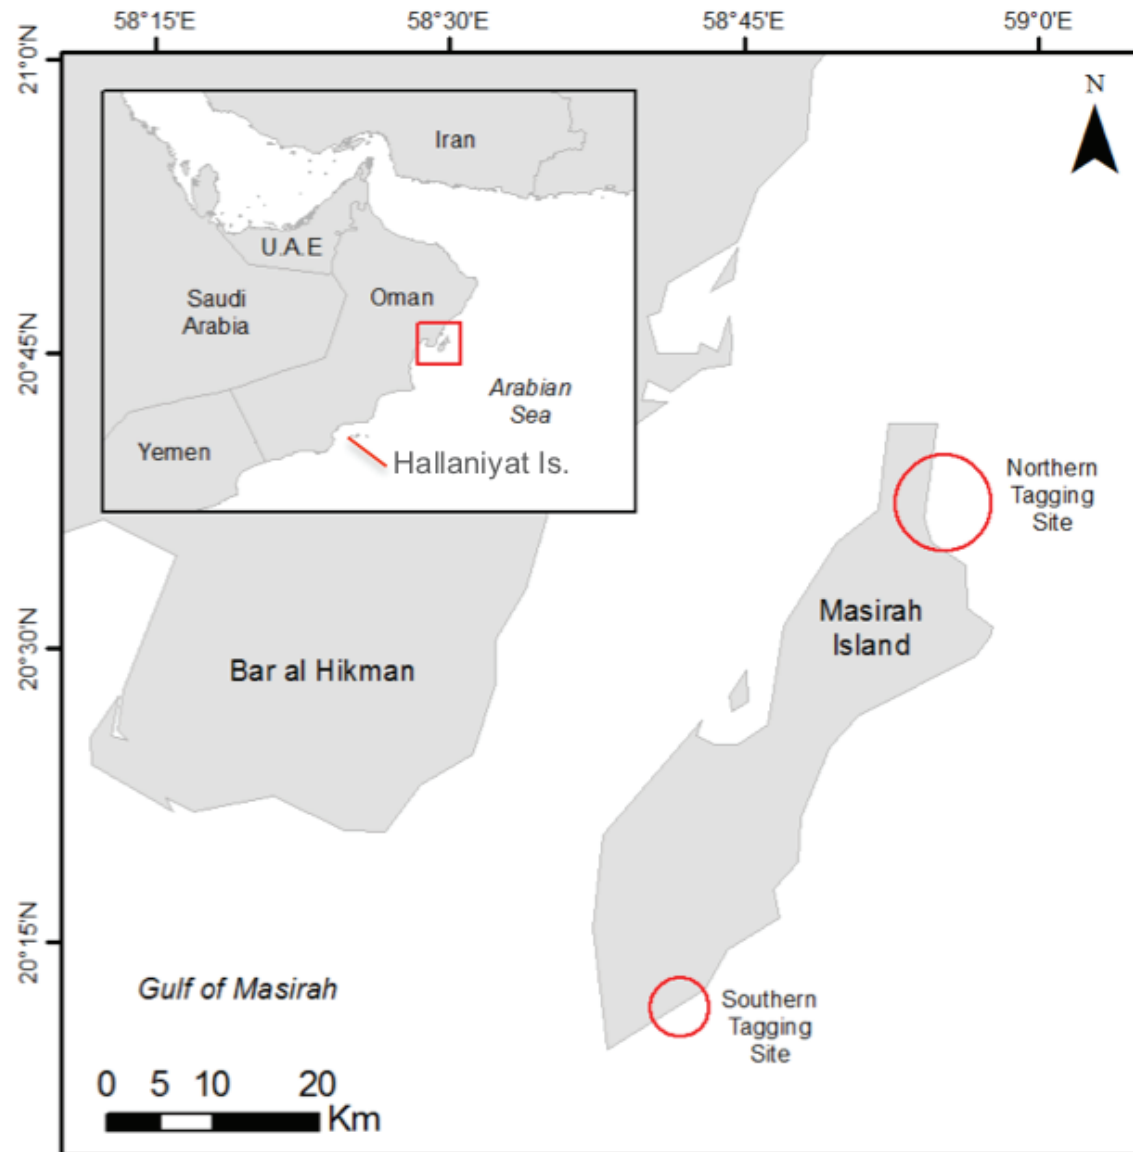 58°15'E
58°30'E
58°45'E
59°0'E
21°0'N
20°45'N
20°30'N
20°15'N
N
Iran
U.A.E
Saudi
Arabia
Oman
Arabian
Sea
Yemen
Hallaniyat Is.
Northern
Tagging
Site
Masirah
Island
Bar al Hikman
Gulf of Masirah
Southern
Tagging
Site
0 5 10 20
Km